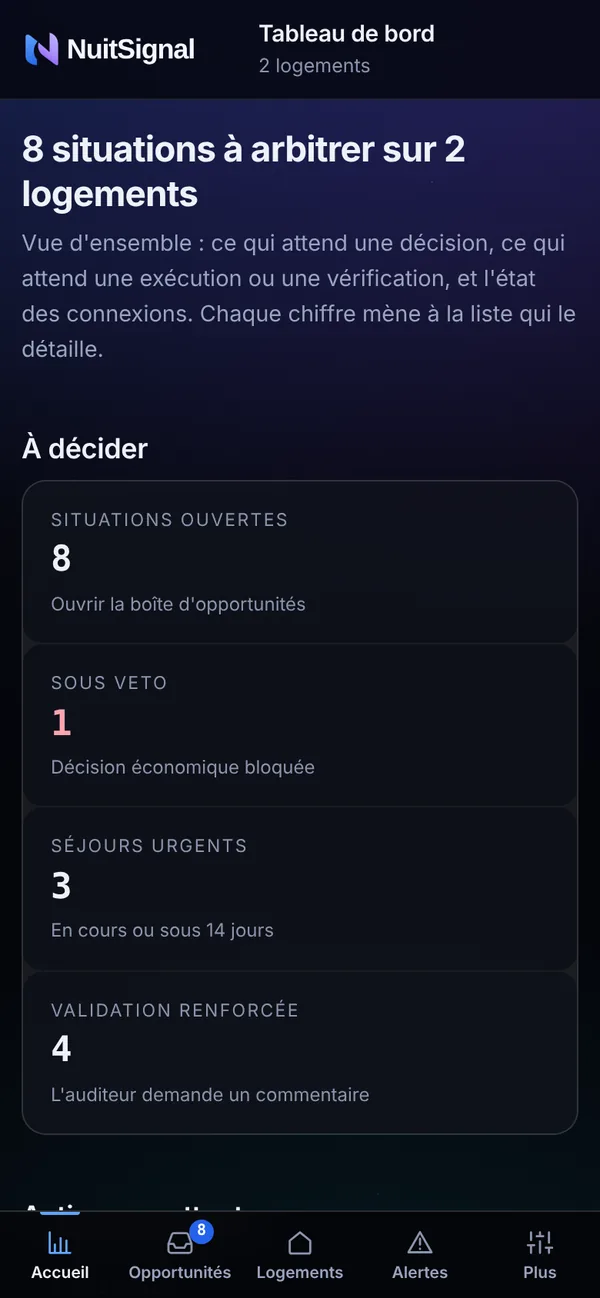 NuitSignal
Tableau de bord
2 logements
8 situations à arbitrer sur 2
logements
Vue d'ensemble : ce qui attend une décision, ce qui
attend une exécution ou une vérification, et l'état
des connexions. Chaque chiffre mène à la liste qui le
détaille.
À décider
SITUATIONS OUVERTES
8
Ouvrir la boîte d'opportunités
SOUS VETO
1
Décision économique bloquée
SÉJOURS URGENTS
3
En cours ou sous 14 jours
VALIDATION RENFORCÉE
4
L'auditeur demande un commentaire
8
Accueil
Opportunités
Logements
Alertes
Plus